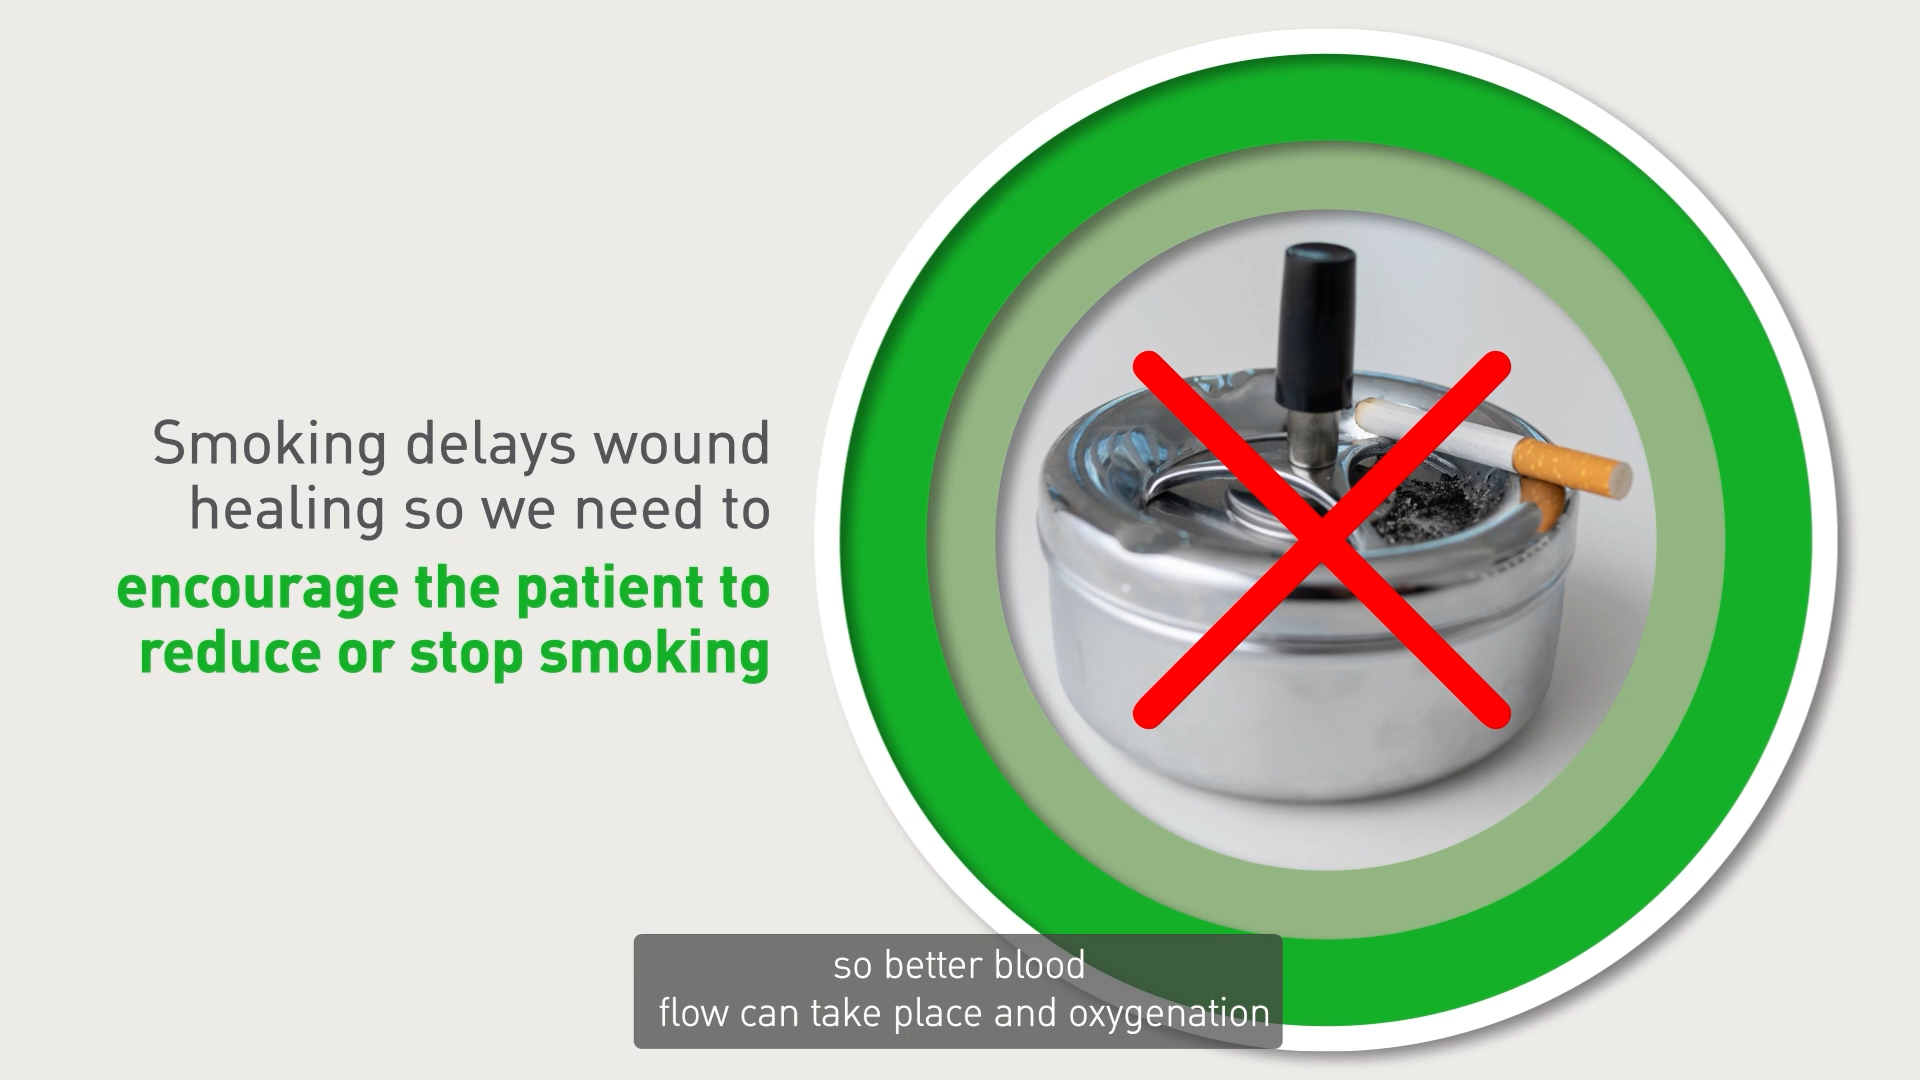 Smoking delays wound
healing so we need to
encourage the patient to
reduce or stop smoking
so better blood
flow can take place and oxygenation